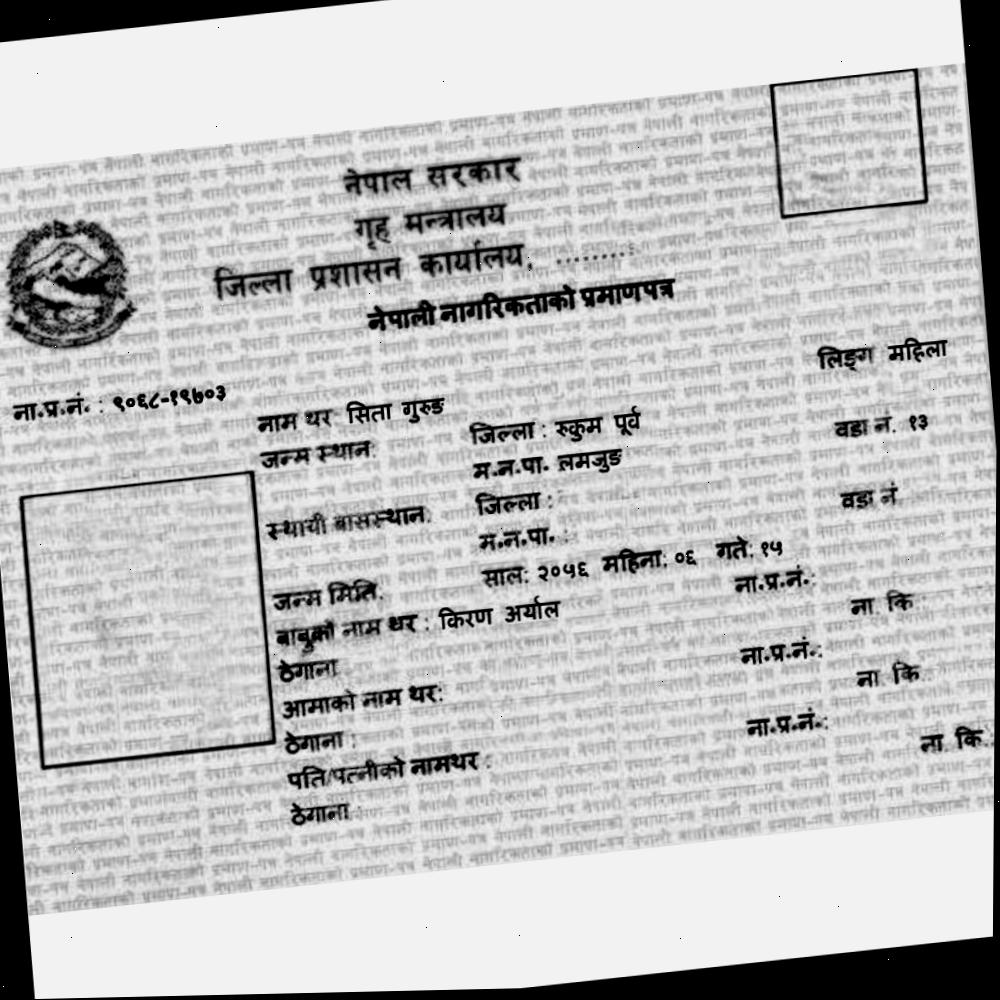 नेपाल सरकार
गृह मन्त्रालय
जिल्ला प्रशासन कार्यालय, .........
नेपाली नागरिकताको प्रमाणपत्र
लिङ्ग महिला
ना.प्र.नं. : ९०६८-१९७०३
नाम थर सिता गुरुङ
जन्म स्थान: जिल्ला : रुकुम पूर्व वडा नं. १३
म.न.पा. लमजुङ
स्थायी बासस्थान: जिल्ला : वडा नं.
म.न.पा. :
जन्म मिति: साल: २०५६ महिना: ०६ गते: १५
बाबुको नाम थर : किरण अर्याल ना.प्र.नं.:
ठेगाना ना. कि.
आमाको नाम थर: ना.प्र.नं.:
ठेगाना : ना. कि.
पति/पत्नीको नामथर : ना.प्र.नं.:
ठेगाना : ना. कि.: